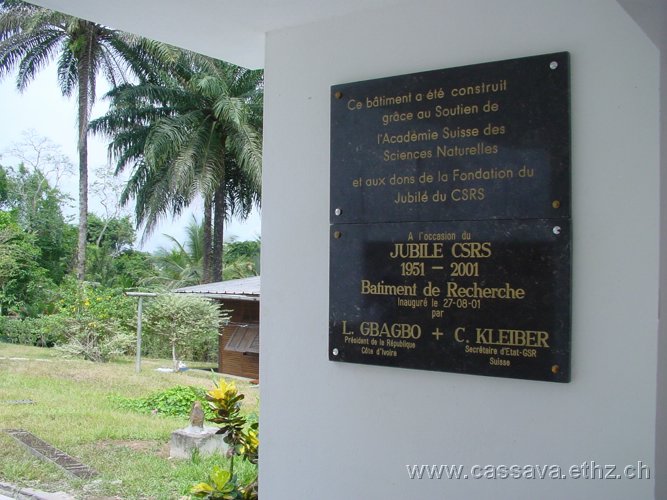 Ce bâtiment a été construit
grâce au Soutien de
l'Académie Suisse des
Sciences Naturelles
et aux dons de la Fondation du
Jubilé du CSRS
A l'occasion du
JUBILE CSRS
1951 - 2001
Batiment de Recherche
Inauguré le 27-08-01
par
L. GBAGBO + C. KLEIBER
Président de la République Secrétaire d'Etat-GSR
Côte d'Ivoire Suisse
www.cassava.ethz.ch